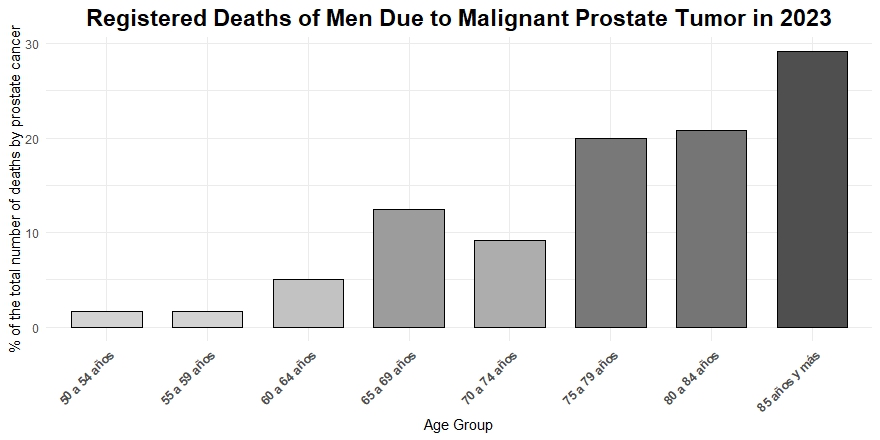 Registered Deaths of Men Due to Malignant Prostate Tumor in 2023
% of the total number of deaths by prostate cancer
30
20
10
0
50 a 54 años
55 a 59 años
60 a 64 años
65 a 69 años
70 a 74 años
75 a 79 años
80 a 84 años
85 años y más
Age Group